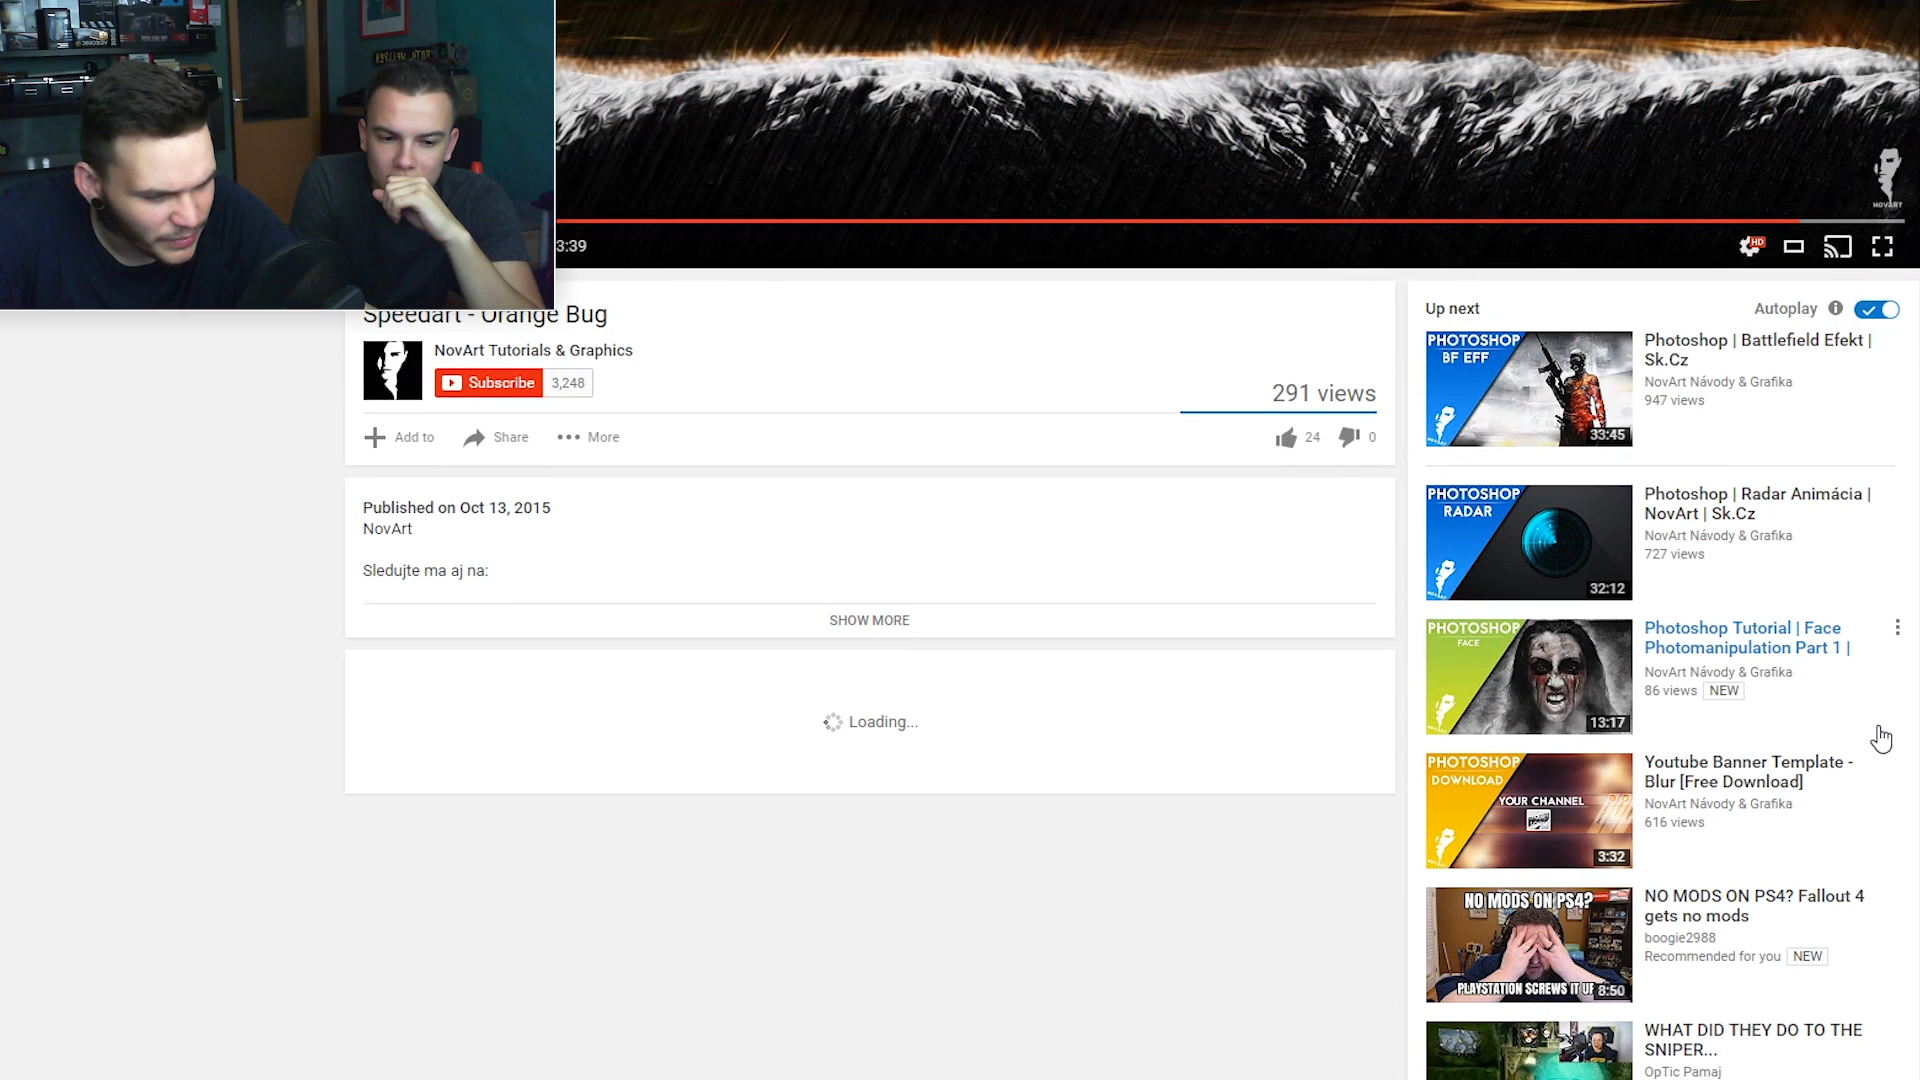 NOVART
3:39
HD
Speedart - Orange Bug
NovArt Tutorials & Graphics
Subscribe 3,248
291 views
Add to Share More
24 0
Published on Oct 13, 2015
NovArt
Sledujte ma aj na:
SHOW MORE
Loading...
Up next
Autoplay
PHOTOSHOP
BF EFF
33:45
Photoshop | Battlefield Efekt |
Sk.Cz
NovArt Návody & Grafika
947 views
PHOTOSHOP
RADAR
32:12
Photoshop | Radar Animácia |
NovArt | Sk.Cz
NovArt Návody & Grafika
727 views
PHOTOSHOP
FACE
13:17
Photoshop Tutorial | Face
Photomanipulation Part 1 |
NovArt Návody & Grafika
86 views NEW
PHOTOSHOP
DOWNLOAD
YOUR CHANNEL
3:32
Youtube Banner Template -
Blur [Free Download]
NovArt Návody & Grafika
616 views
NO MODS ON PS4?
PLAYSTATION SCREWS IT UP
8:50
NO MODS ON PS4? Fallout 4
gets no mods
boogie2988
Recommended for you NEW
WHAT DID THEY DO TO THE
SNIPER...
OpTic Pamaj